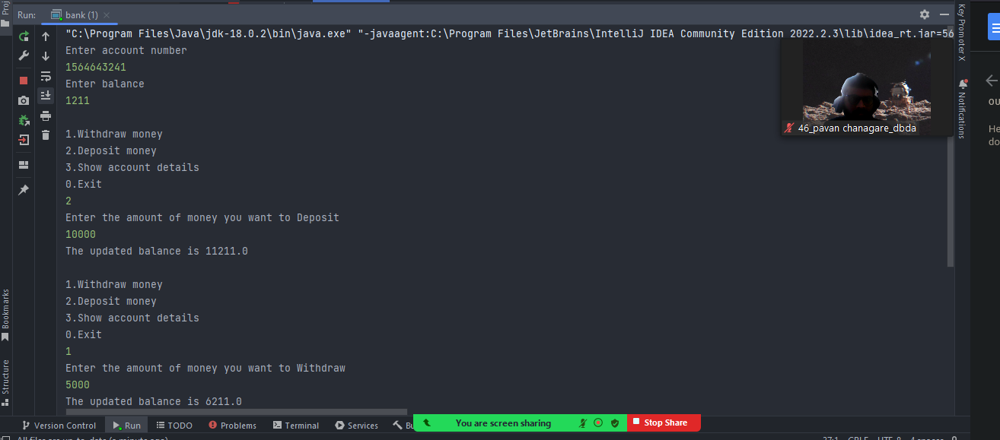 Proj
Run:
bank (1)
"C:\Program Files\Java\jdk-18.0.2\bin\java.exe" "-javaagent:C:\Program Files\JetBrains\IntelliJ IDEA Community Edition 2022.2.3\lib\idea_rt.jar=56
Enter account number
1564643241
Enter balance
1211
1.Withdraw money
2.Deposit money
3.Show account details
0.Exit
2
Enter the amount of money you want to Deposit
10000
The updated balance is 11211.0
1.Withdraw money
2.Deposit money
3.Show account details
0.Exit
1
Enter the amount of money you want to Withdraw
5000
The updated balance is 6211.0
46_pavan chanagare_dbda
Key Promoter X
Notifications
OU
He
do
Bookmarks
Structure
Version Control
Run
TODO
Problems
Terminal
Services
Bu
You are screen sharing
Stop Share
All files are up-to-date (a minute ago)
37:1
CRLF
UTF-8
4 spaces